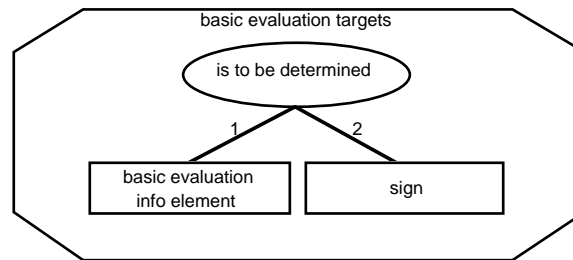 basic evaluation targets
is to be determined
1
2
basic evaluation
info element
sign